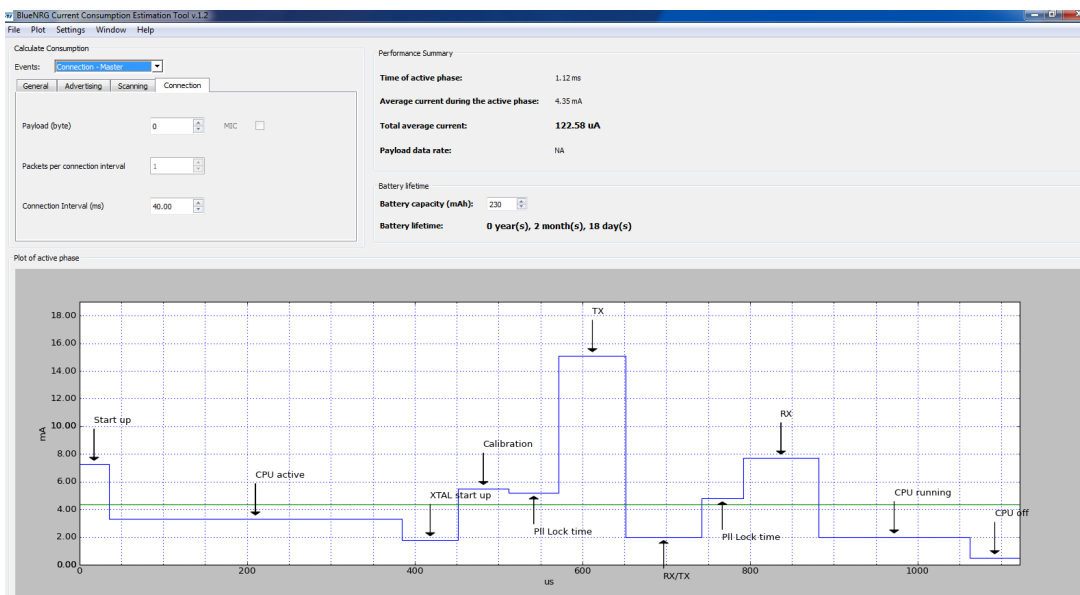 BlueNRG Current Consumption Estimation Tool v.1.2
File Plot Settings Window Help
Calculate Consumption
Events: Connection - Master
General Advertising Scanning Connection
Payload (byte) 0 MIC
Packets per connection interval 1
Connection Interval (ms) 40.00
Performance Summary
Time of active phase: 1.12 ms
Average current during the active phase: 4.35 mA
Total average current: 122.58 uA
Payload data rate: NA
Battery lifetime
Battery capacity (mAh): 230
Battery lifetime: 0 year(s), 2 month(s), 18 day(s)
Plot of active phase
18.00
16.00
14.00
12.00
10.00
8.00
6.00
4.00
2.00
0.00
mA
Start up
CPU active
XTAL start up
Calibration
Pll Lock time
TX
RX/TX
Pll Lock time
RX
CPU running
CPU off
0 200 400 600 800 1000
us